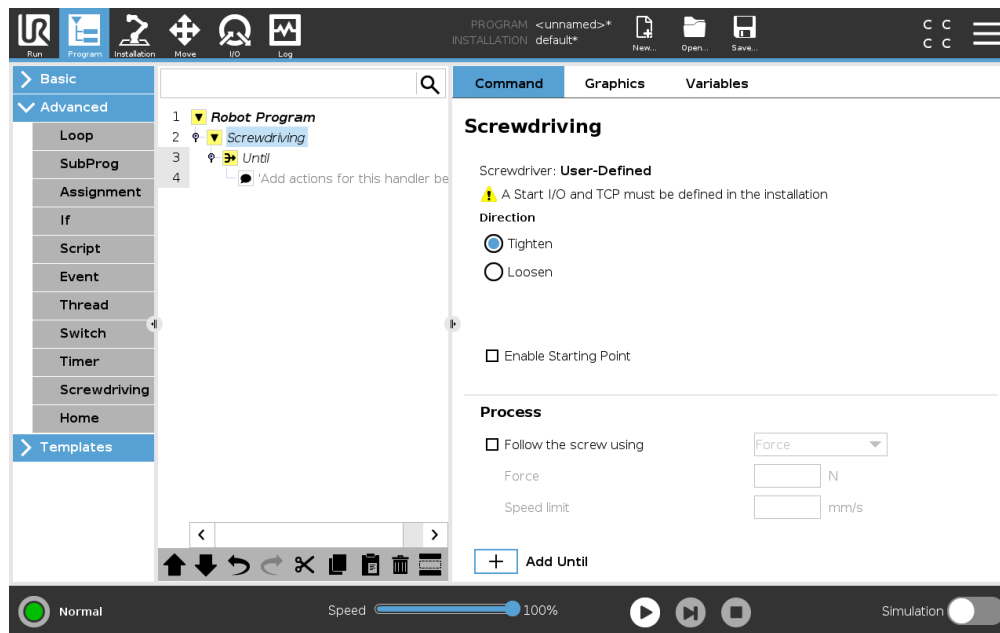 PROGRAM <unnamed>*
INSTALLATION default*
UR
Run
Program
Installation
Move
I/O
Log
New...
Open...
Save...
C C
C C
Basic
Advanced
Loop
SubProg
Assignment
If
Script
Event
Thread
Switch
Timer
Screwdriving
Home
Templates
1 Robot Program
2 Screwdriving
3 Until
4 'Add actions for this handler be
Command
Graphics
Variables
Screwdriving
Screwdriver: User-Defined
A Start I/O and TCP must be defined in the installation
Direction
Tighten
Loosen
Enable Starting Point
Process
Follow the screw using
Force
Force
N
Speed limit
mm/s
+ Add Until
Normal
Speed
100%
Simulation